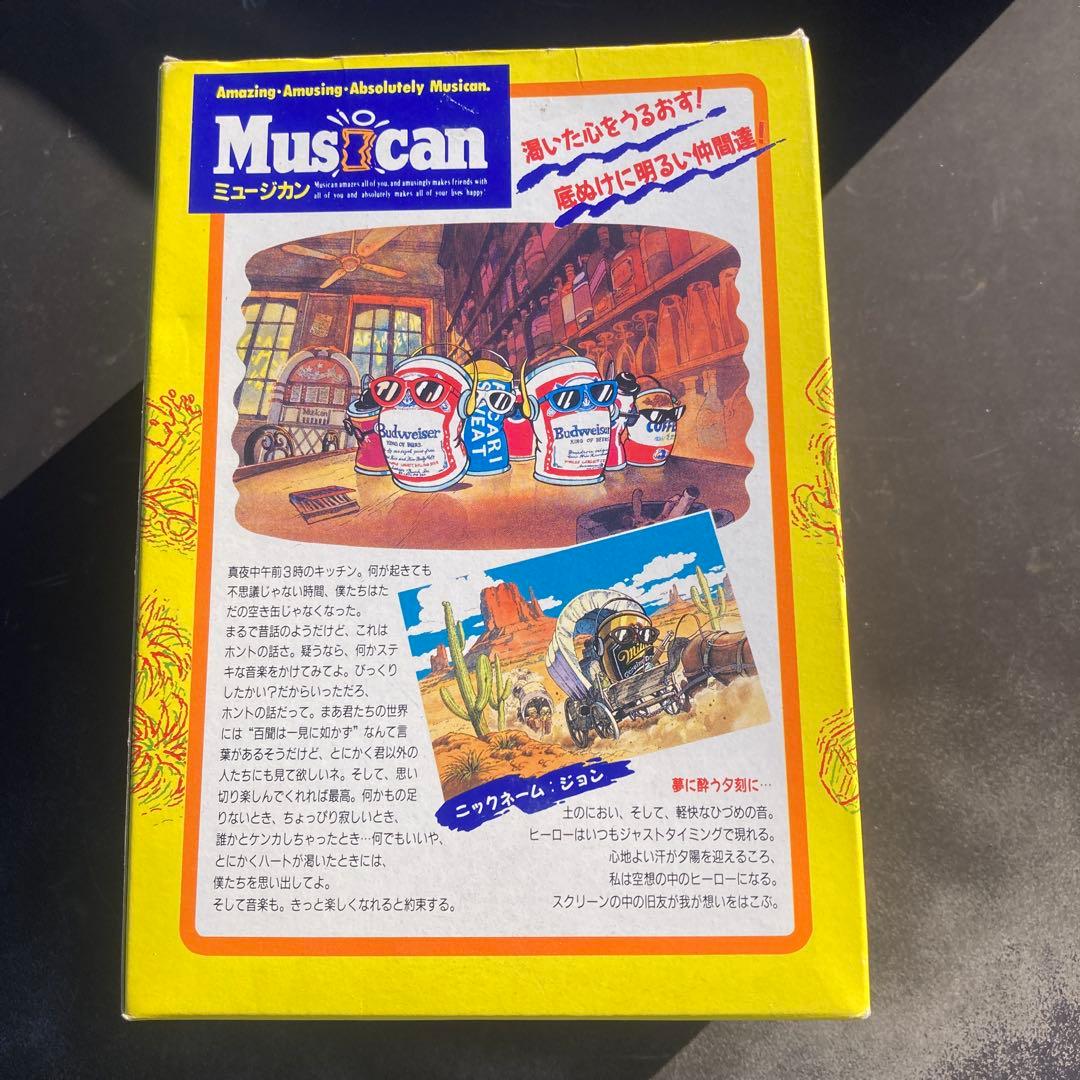 Amazing・Amusing・Absolutely Musican.
Musican
ミュージカン
Musican amazes all of you, and amusingly makes friends with
all of you and absolutely makes all of your lives happy!
渇いた心をうるおす!
底ぬけに明るい仲間達!
Musican
Budweiser
KING OF BEERS
POCARI
SWEAT
Budweiser
KING OF BEERS
COFFE
真夜中午前3時のキッチン。何が起きても
不思議じゃない時間、僕たちはた
だの空き缶じゃなくなった。
まるで昔話のようだけど、これは
ホントの話さ。疑うなら、何かステ
キな音楽をかけてみてよ。びっくり
したかい?だからいっただろ、
ホントの話だって。まあ君たちの世界
には“百聞は一見に如かず”なんて言
葉があるそうだけど、とにかく君以外の
人たちにも見て欲しいネ。そして、思い
切り楽しんでくれれば最高。何かもの足
りないとき、ちょっぴり寂しいとき、
誰かとケンカしちゃったとき…何でもいいや、
とにかくハートが渇いたときには、
僕たちを思い出してよ。
そして音楽も。きっと楽しくなれると約束する。
Miller
ニックネーム:ジョン
夢に酔う夕刻に…
土のにおい、そして、軽快なひづめの音。
ヒーローはいつもジャストタイミングで現れる。
心地よい汗が夕陽を迎えるころ、
私は空想の中のヒーローになる。
スクリーンの中の旧友が我が想いをはこぶ。